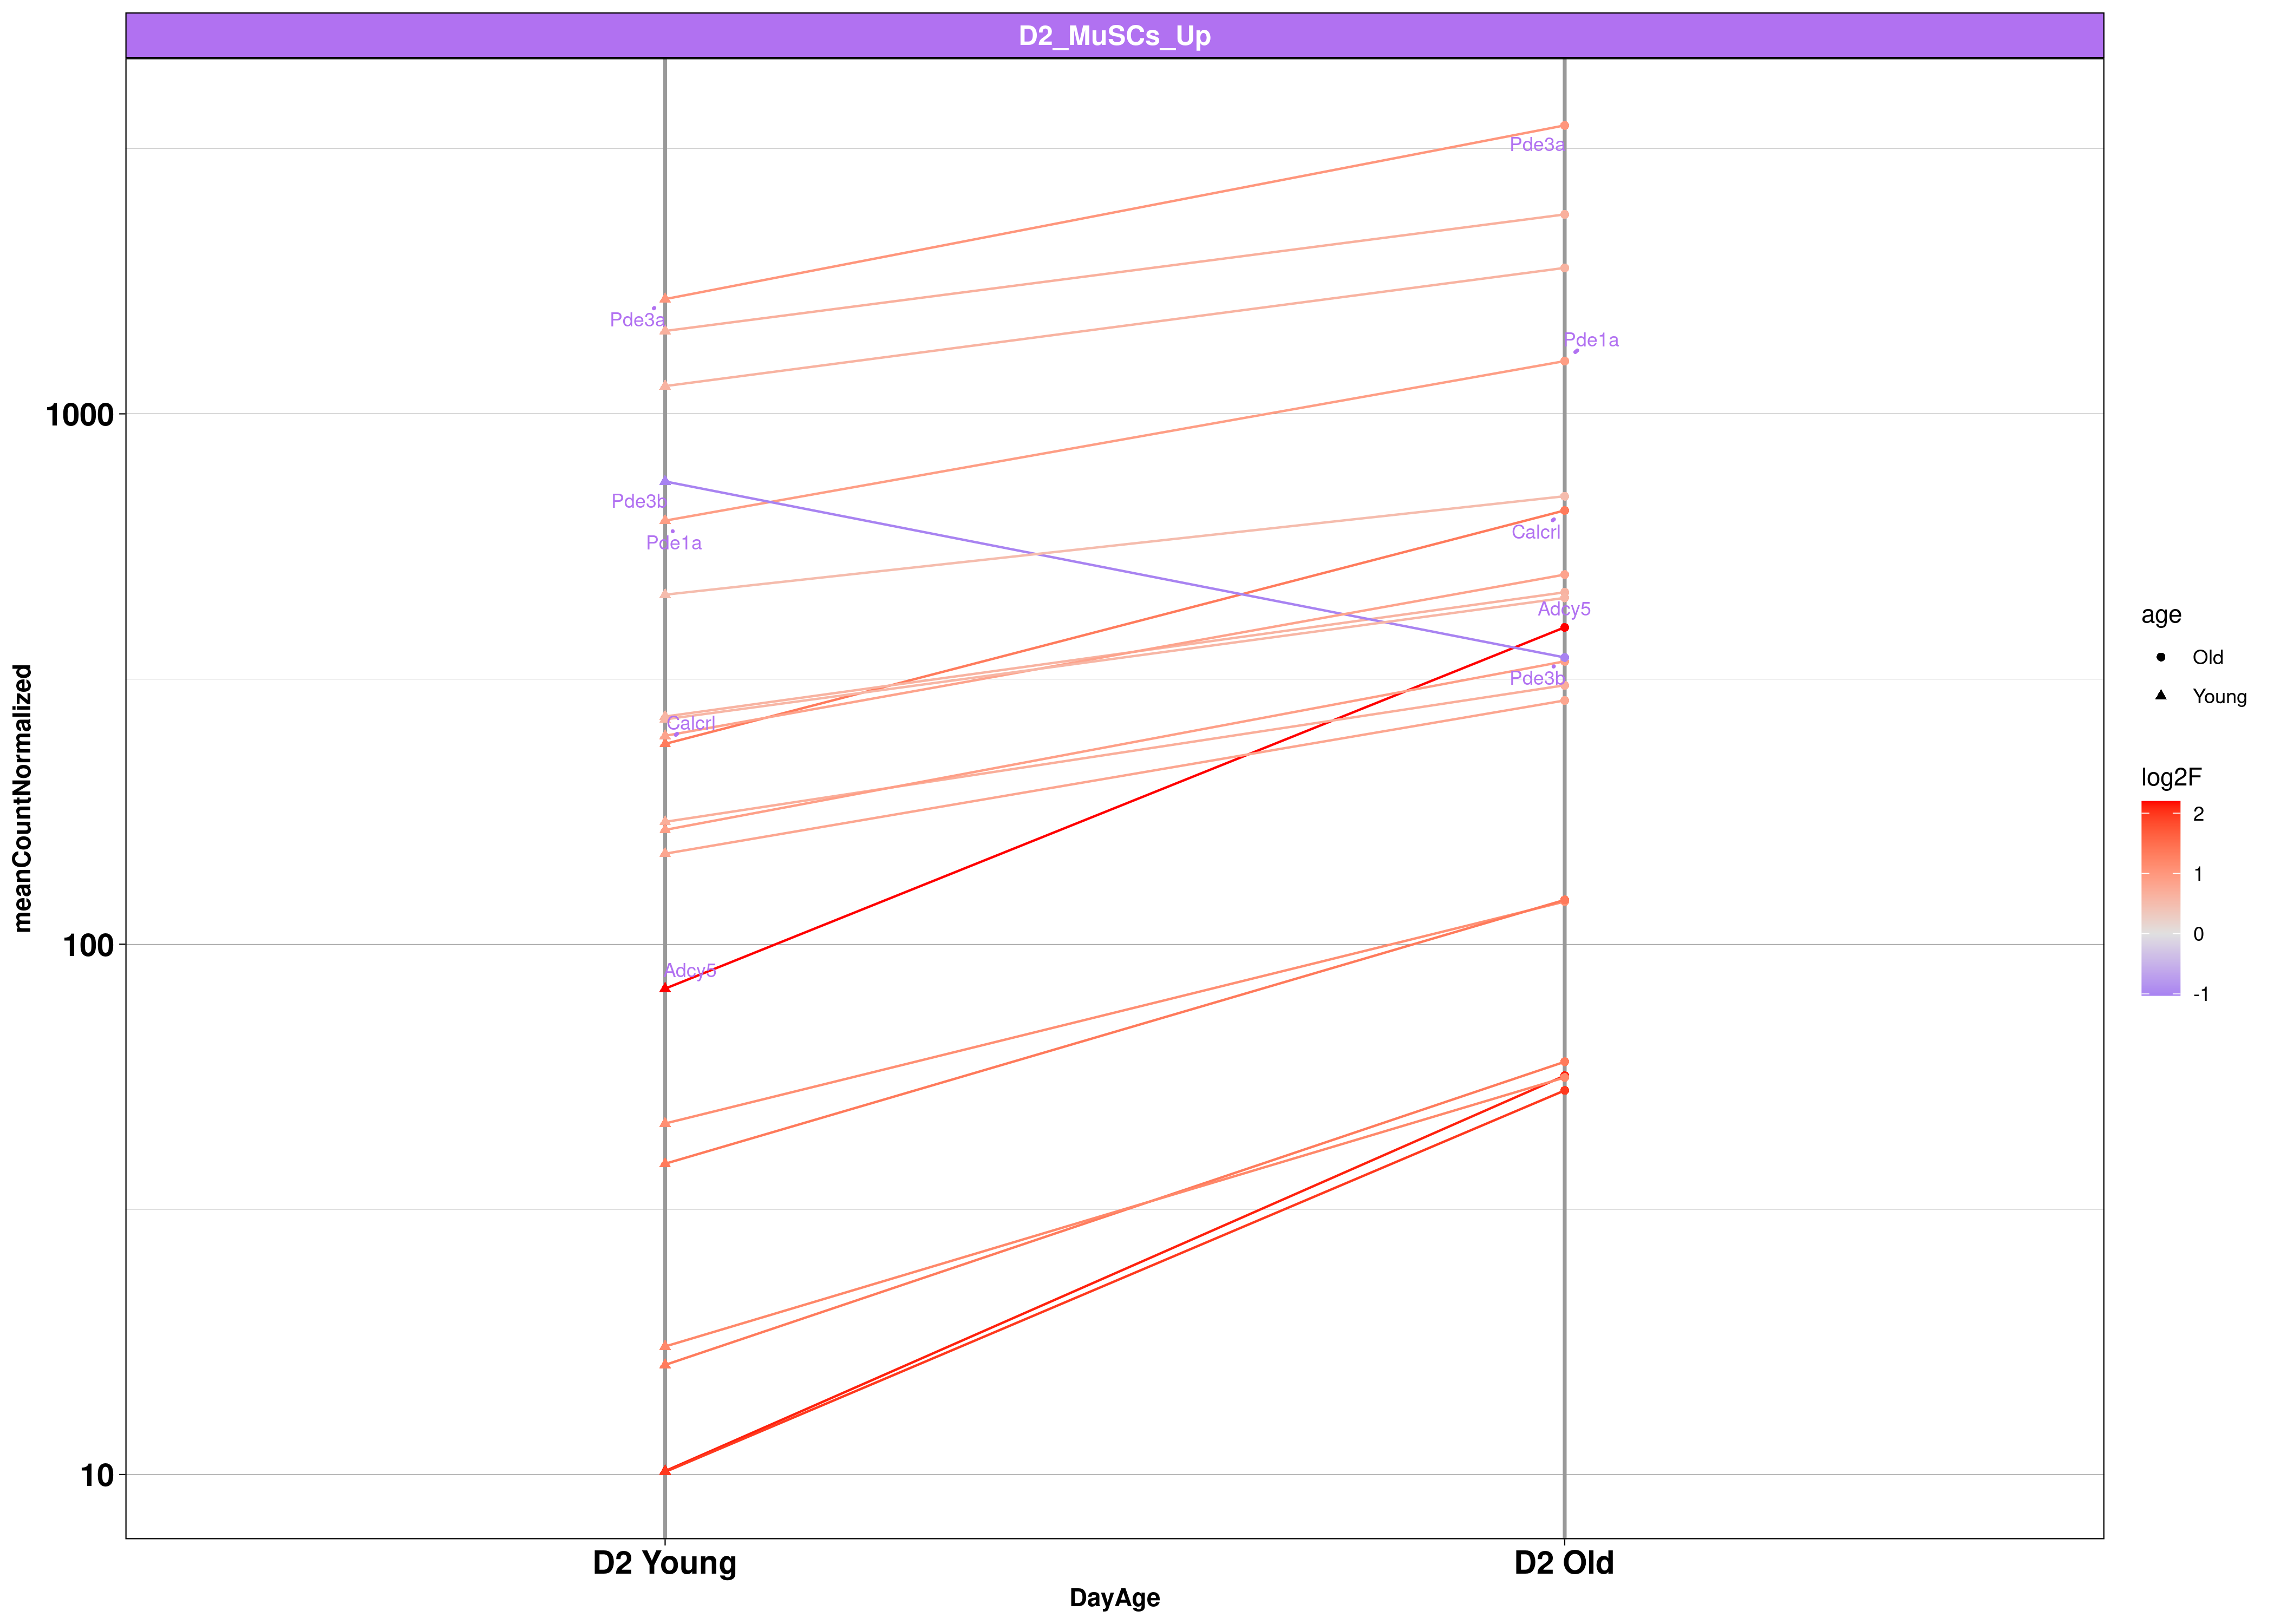 D2_MuSCs_Up
meanCountNormalized
1000
100
10
Pde3a
Pde3a
Pde1a
Pde3b
Pde1a
Calcrl
Adcy5
Pde3b
Calcrl
Adcy5
D2 Young
D2 Old
DayAge
age
Old
Young
log2F
2
1
0
-1